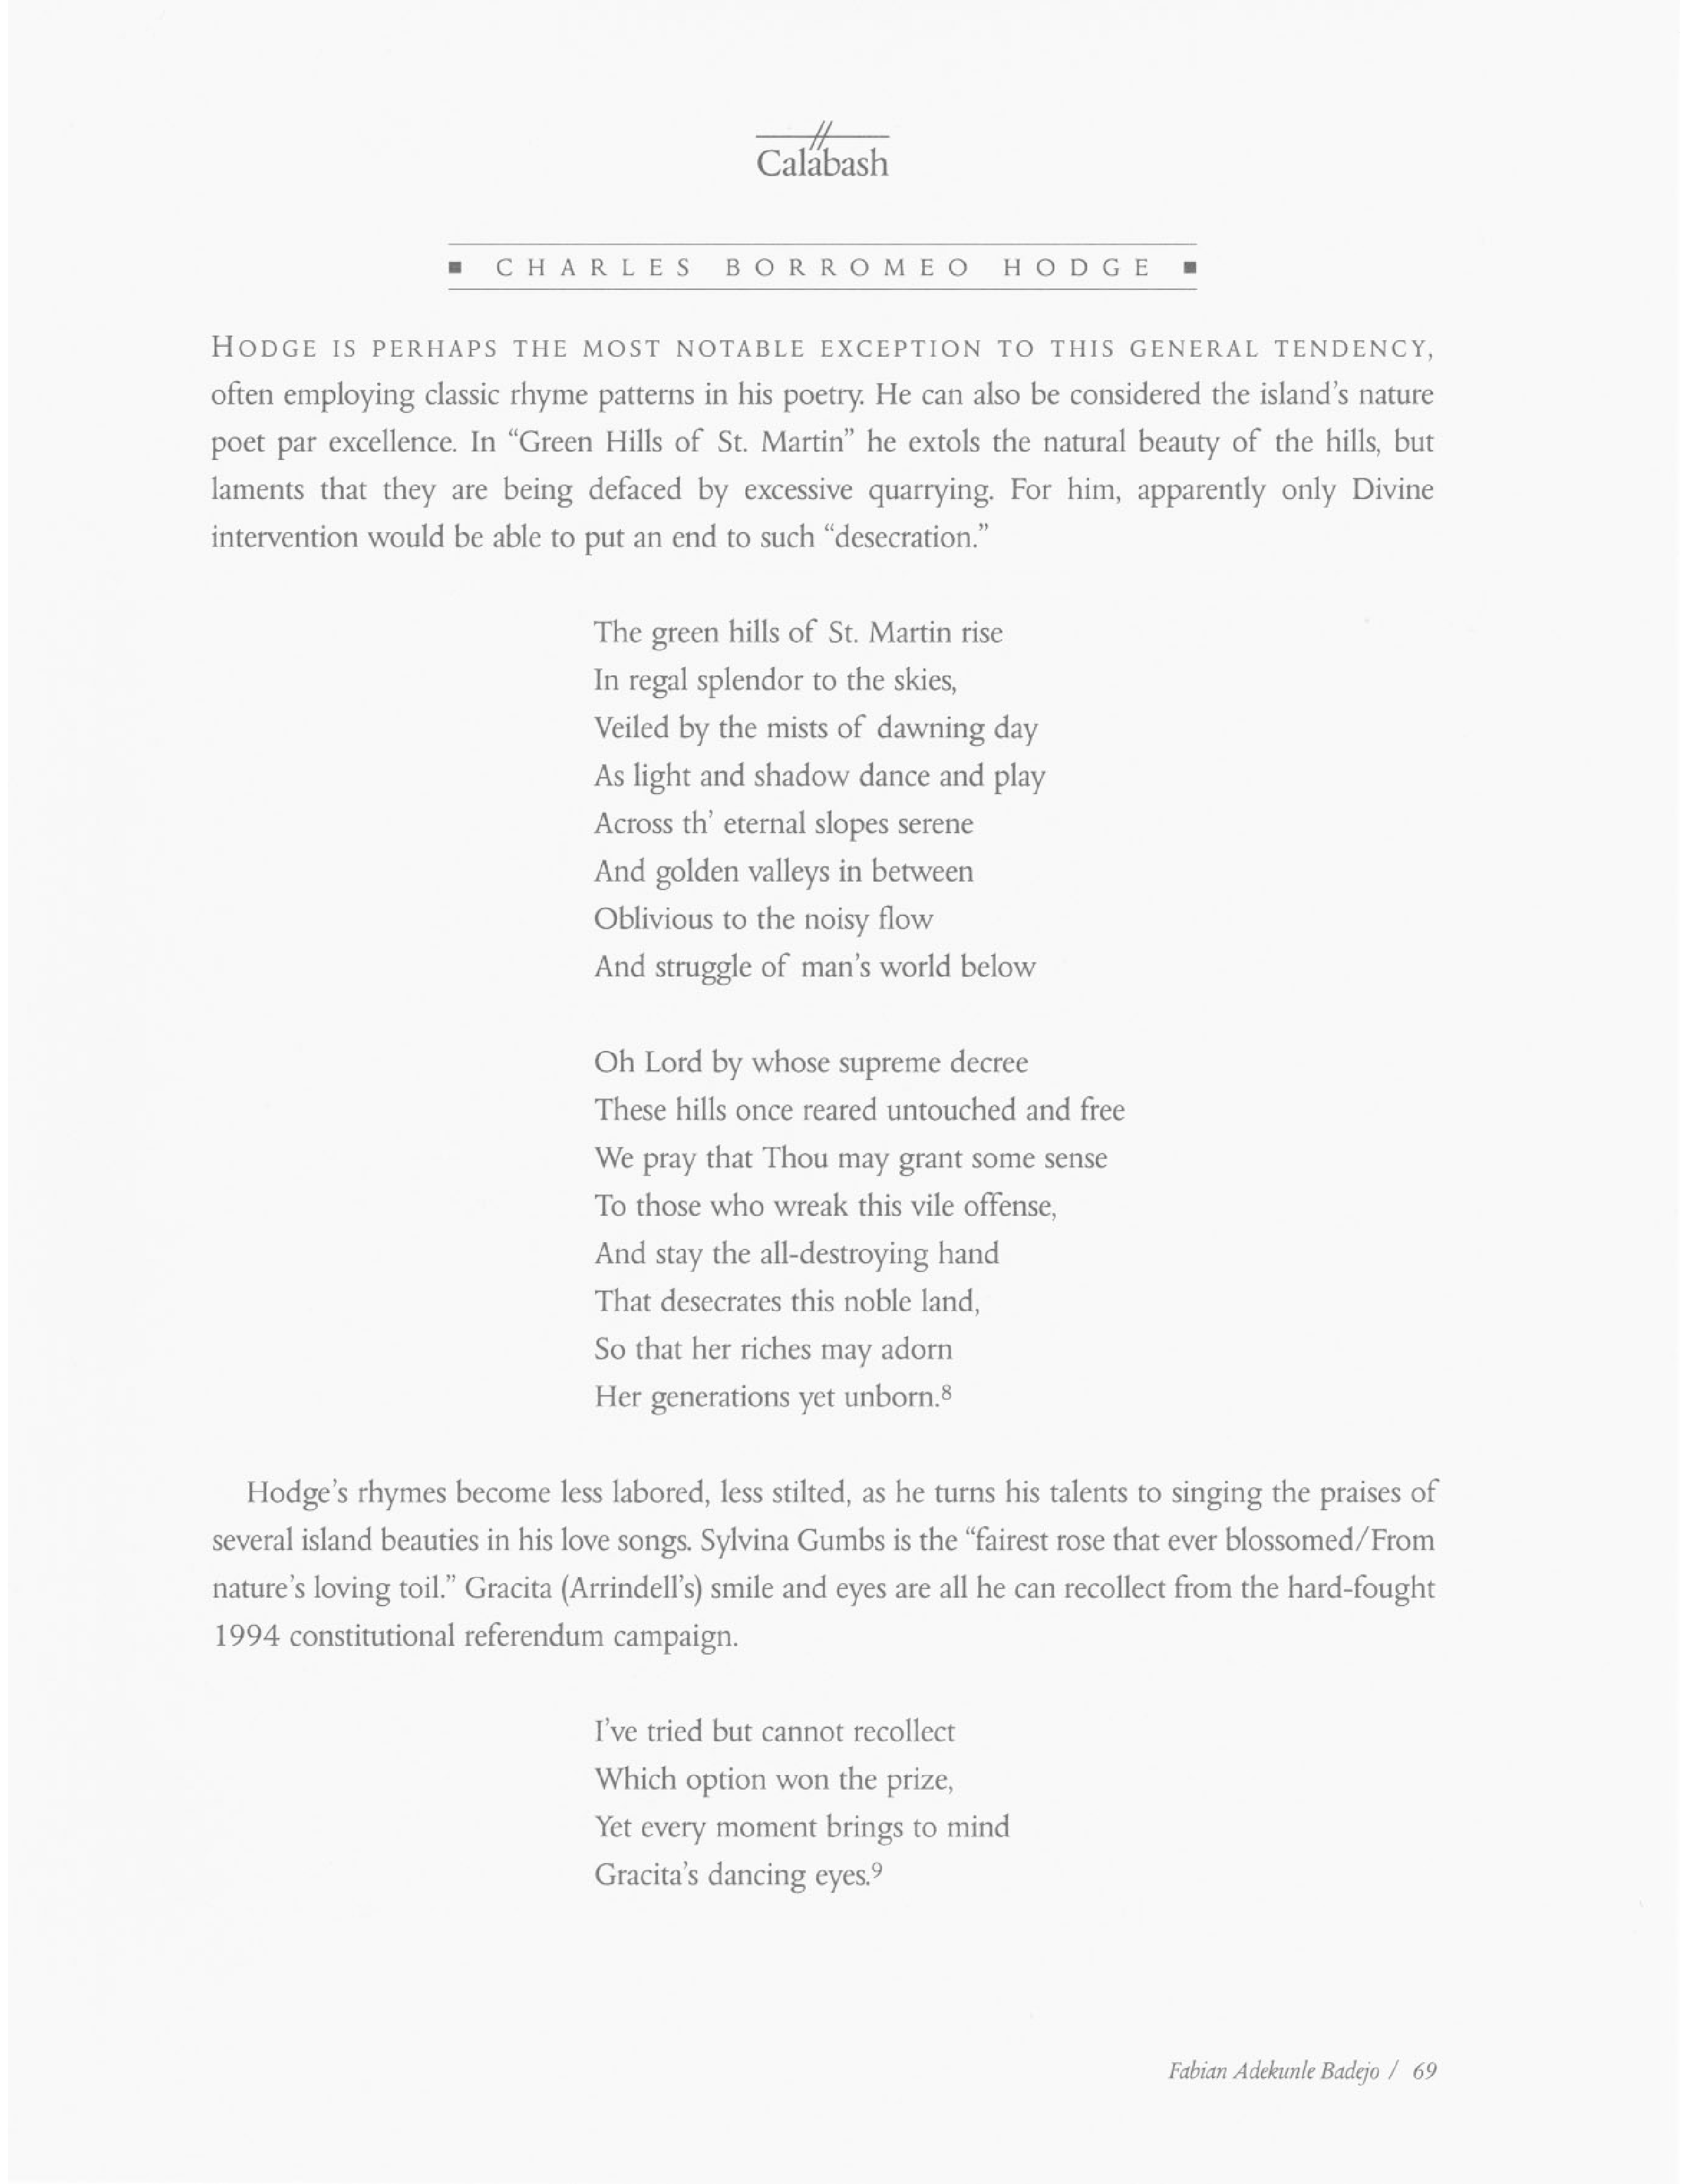 Calabash
■ CHARLES BORROMEO HODGE ■
HODGE IS PERHAPS THE MOST NOTABLE EXCEPTION TO THIS GENERAL TENDENCY,
often employing classic rhyme patterns in his poetry. He can also be considered the island's nature
poet par excellence. In “Green Hills of St. Martin” he extols the natural beauty of the hills, but
laments that they are being defaced by excessive quarrying. For him, apparently only Divine
intervention would be able to put an end to such “desecration.”
The green hills of St. Martin rise
In regal splendor to the skies,
Veiled by the mists of dawning day
As light and shadow dance and play
Across th' eternal slopes serene
And golden valleys in between
Oblivious to the noisy flow
And struggle of man's world below
Oh Lord by whose supreme decree
These hills once reared untouched and free
We pray that Thou may grant some sense
To those who wreak this vile offense,
And stay the all-destroying hand
That desecrates this noble land,
So that her riches may adorn
Her generations yet unborn.8
Hodge's rhymes become less labored, less stilted, as he turns his talents to singing the praises of
several island beauties in his love songs. Sylvina Gumbs is the “fairest rose that ever blossomed/From
nature's loving toil.” Gracita (Arrindell's) smile and eyes are all he can recollect from the hard-fought
1994 constitutional referendum campaign.
I've tried but cannot recollect
Which option won the prize,
Yet every moment brings to mind
Gracita's dancing eyes.9
Fabian Adekunle Badejo / 69